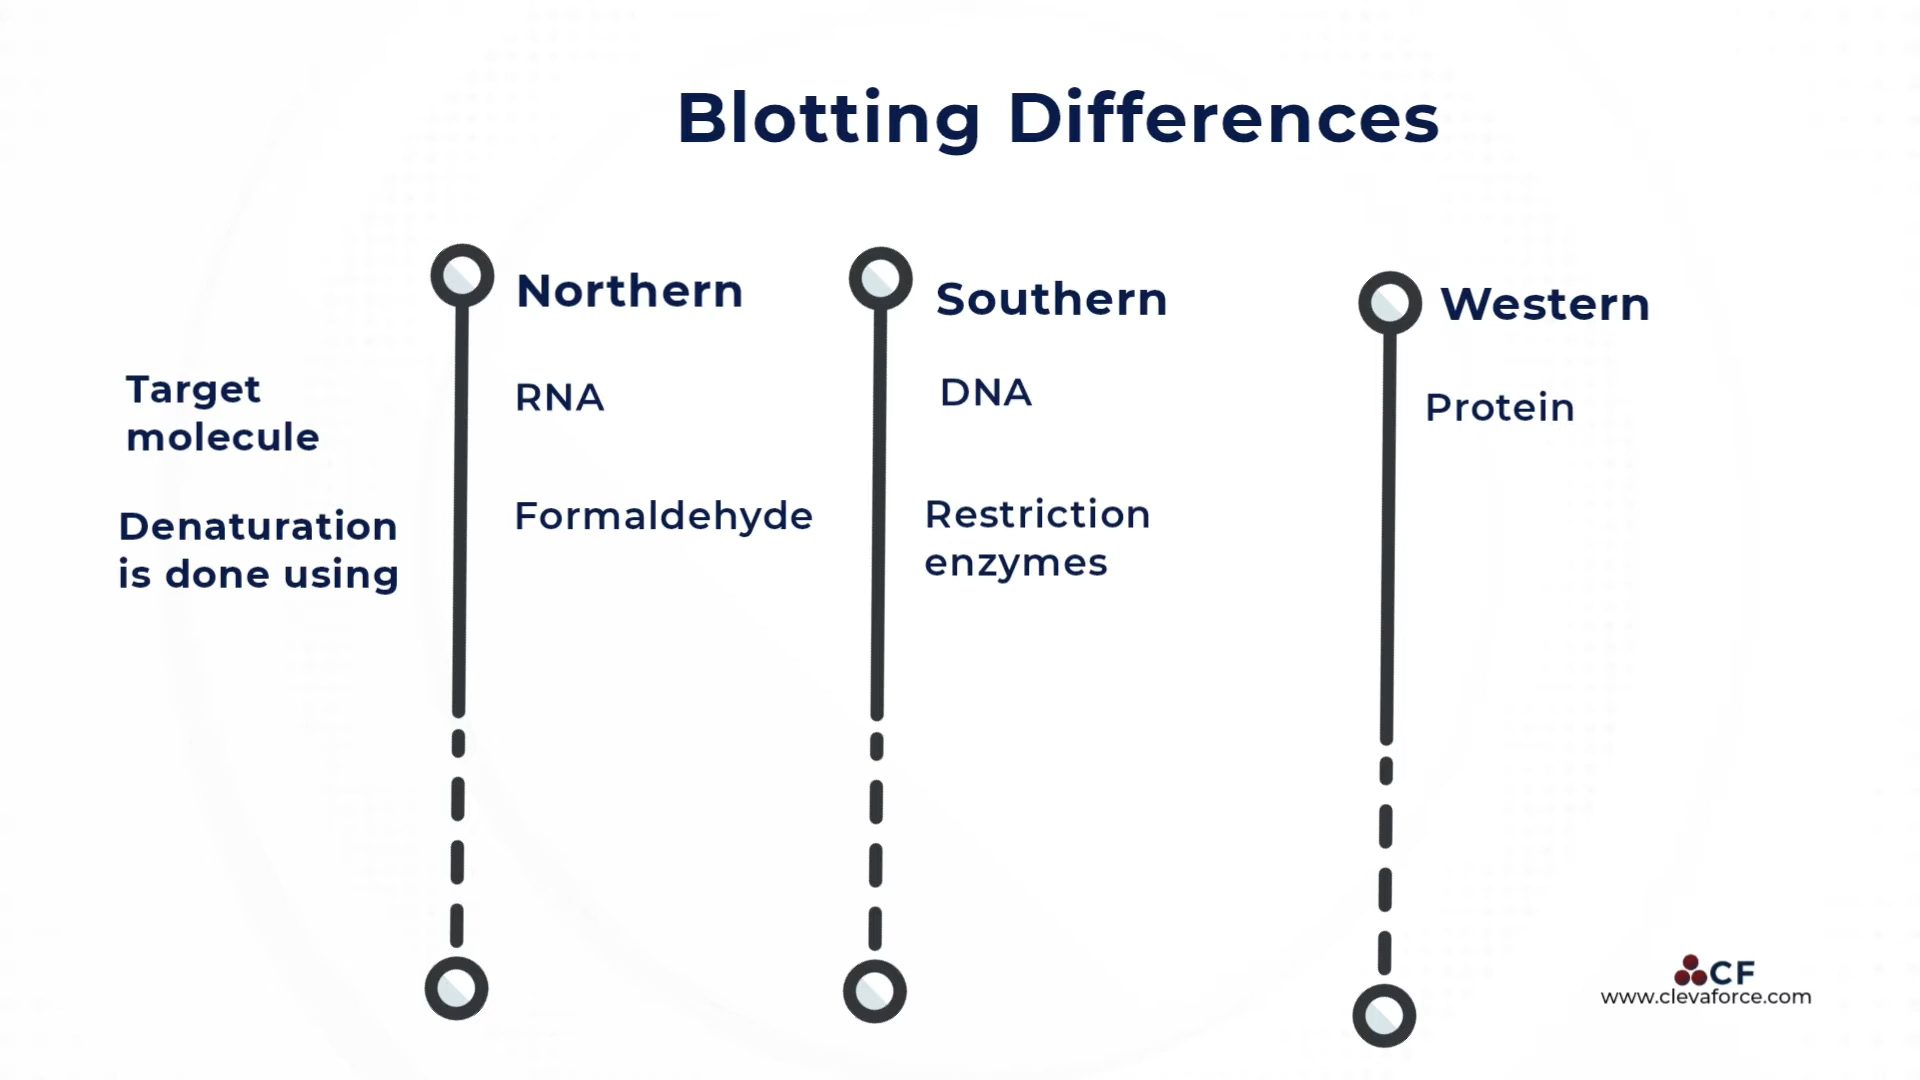 Blotting Differences
Northern
Southern
Western
Target
molecule
RNA
DNA
Protein
Denaturation
is done using
Formaldehyde
Restriction
enzymes
CF
www.clevaforce.com